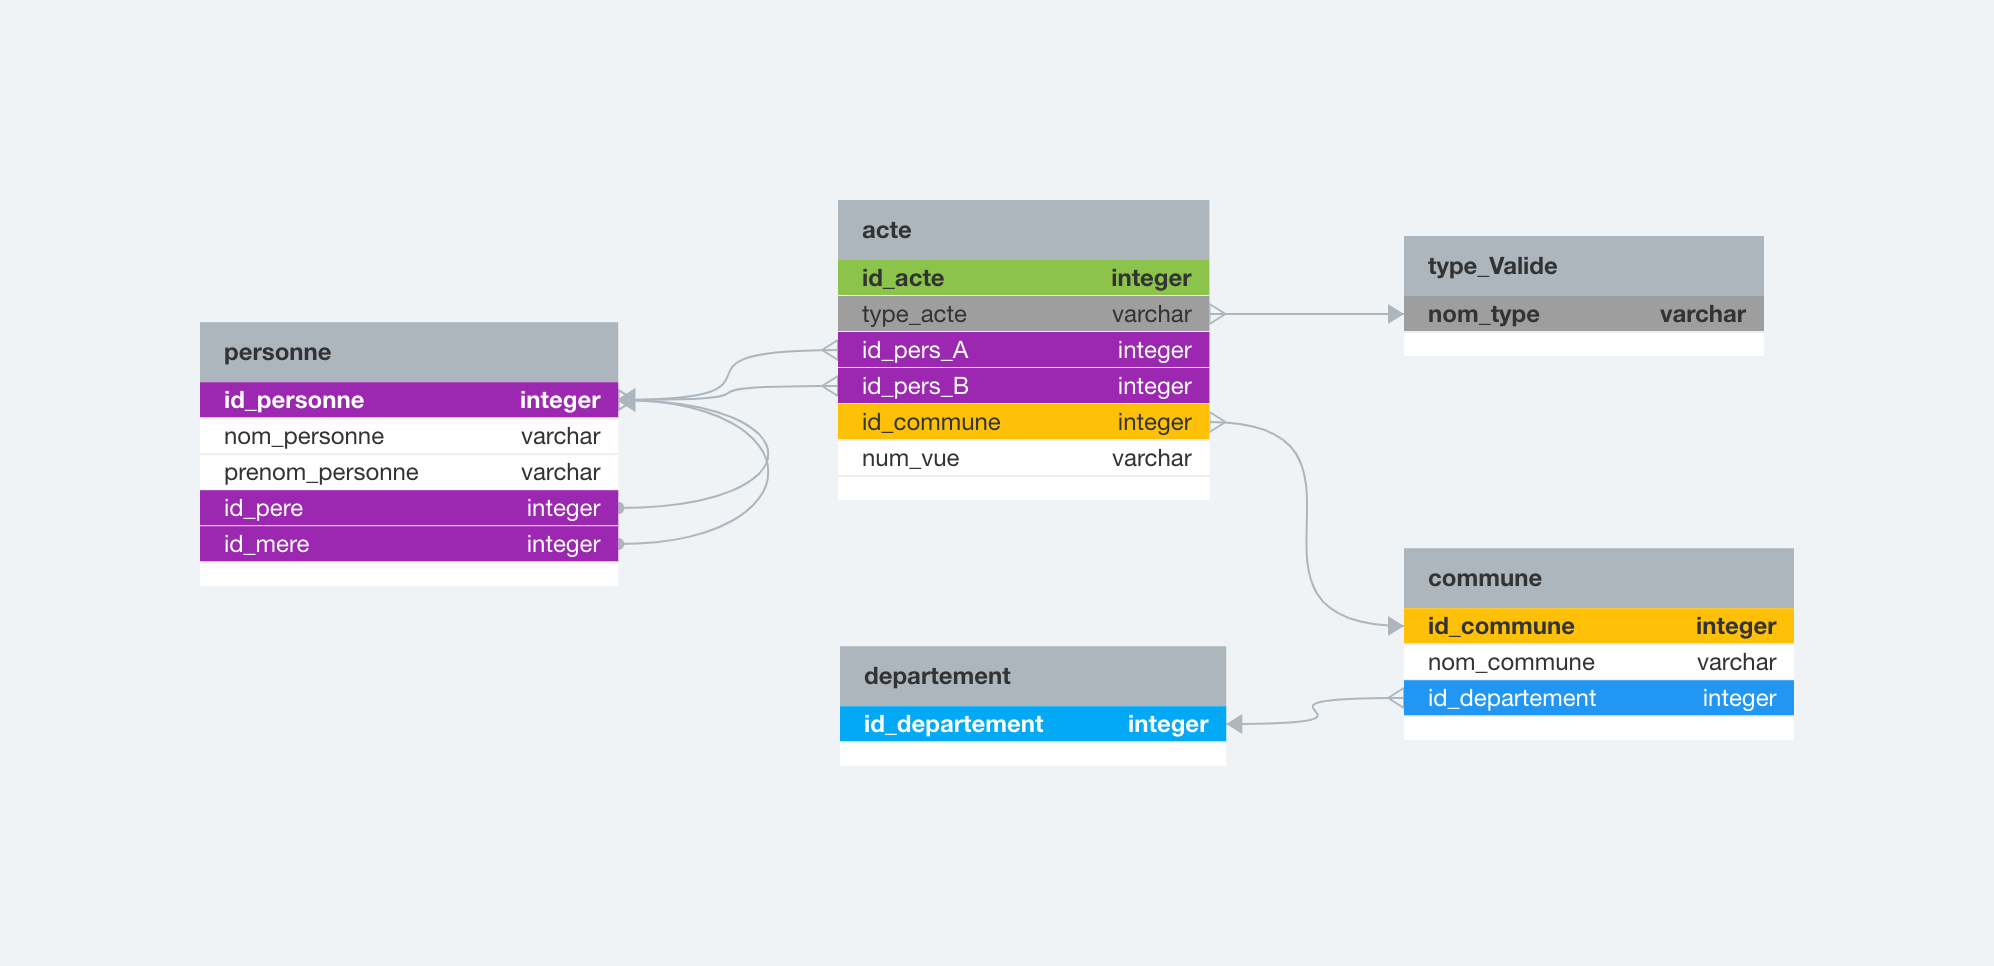 personne
id_personne integer
nom_personne varchar
prenom_personne varchar
id_pere integer
id_mere integer
acte
id_acte integer
type_acte varchar
id_pers_A integer
id_pers_B integer
id_commune integer
num_vue varchar
type_Valide
nom_type varchar
departement
id_departement integer
commune
id_commune integer
nom_commune varchar
id_departement integer